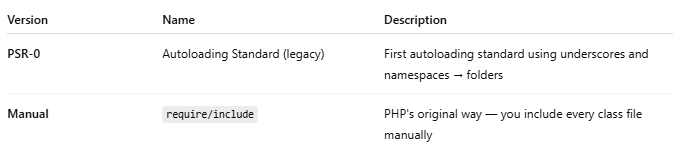 Version Name Description
PSR-0 Autoloading Standard (legacy) First autoloading standard using underscores and
namespaces → folders
Manual require/include PHP's original way — you include every class file
manually